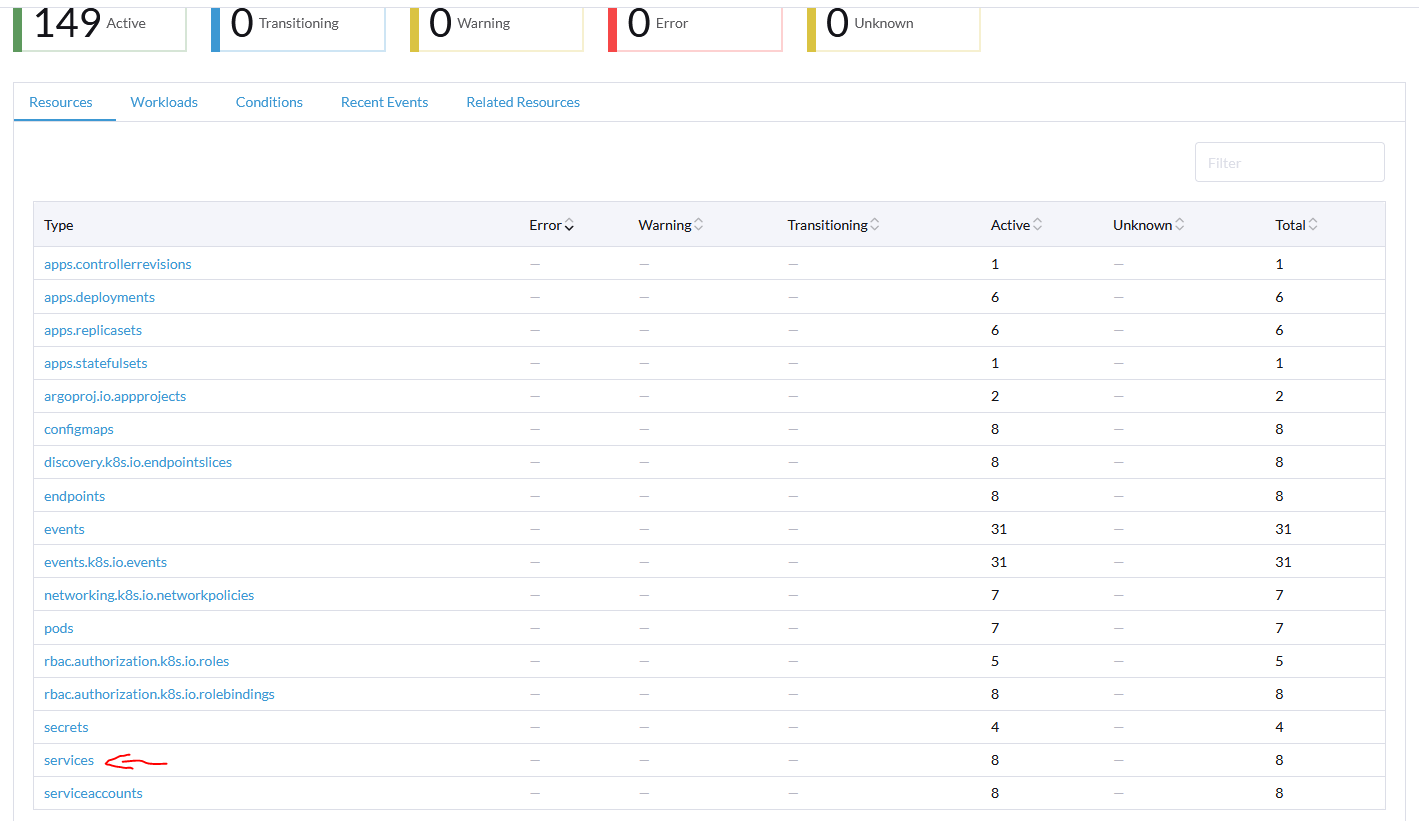 149 Active 0 Transitioning 0 Warning 0 Error 0 Unknown
Resources Workloads Conditions Recent Events Related Resources
Filter
Type Error Warning Transitioning Active Unknown Total
apps.controllerrevisions — — — 1 — 1
apps.deployments — — — 6 — 6
apps.replicasets — — — 6 — 6
apps.statefulsets — — — 1 — 1
argoproj.io.appprojects — — — 2 — 2
configmaps — — — 8 — 8
discovery.k8s.io.endpointslices — — — 8 — 8
endpoints — — — 8 — 8
events — — — 31 — 31
events.k8s.io.events — — — 31 — 31
networking.k8s.io.networkpolicies — — — 7 — 7
pods — — — 7 — 7
rbac.authorization.k8s.io.roles — — — 5 — 5
rbac.authorization.k8s.io.rolebindings — — — 8 — 8
secrets — — — 4 — 4
services — — — 8 — 8
serviceaccounts — — — 8 — 8